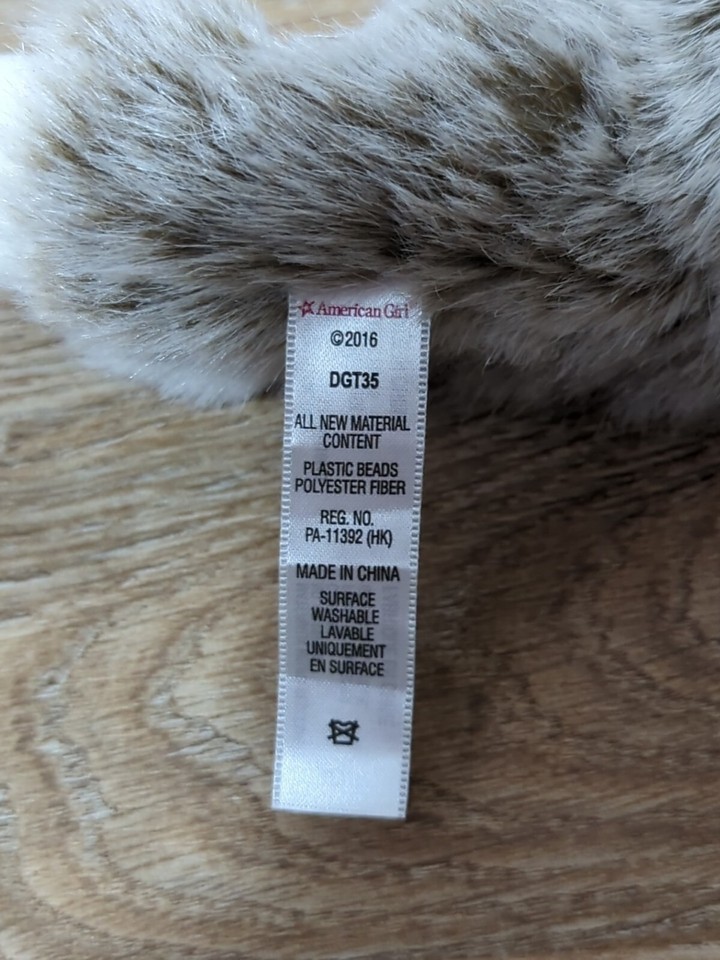 American Girl
©2016
DGT35
ALL NEW MATERIAL
CONTENT
PLASTIC BEADS
POLYESTER FIBER
REG. NO.
PA-11392 (HK)
MADE IN CHINA
SURFACE
WASHABLE
LAVABLE
UNIQUEMENT
EN SURFACE